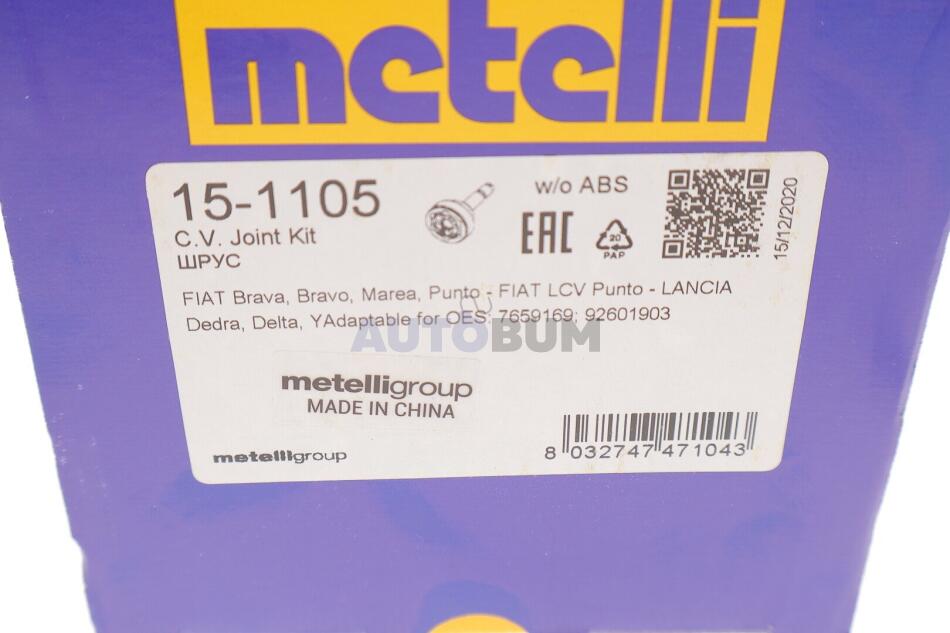 metelli
15-1105
w/o ABS
C.V. Joint Kit
ШРУС
EAC
20
PAP
15/12/2020
FIAT Brava, Bravo, Marea, Punto - FIAT LCV Punto - LANCIA
Dedra, Delta, YAdaptable for OES: 7659169; 92601903
AUTOBUM
metelligroup
MADE IN CHINA
metelligroup
8 032747 471043